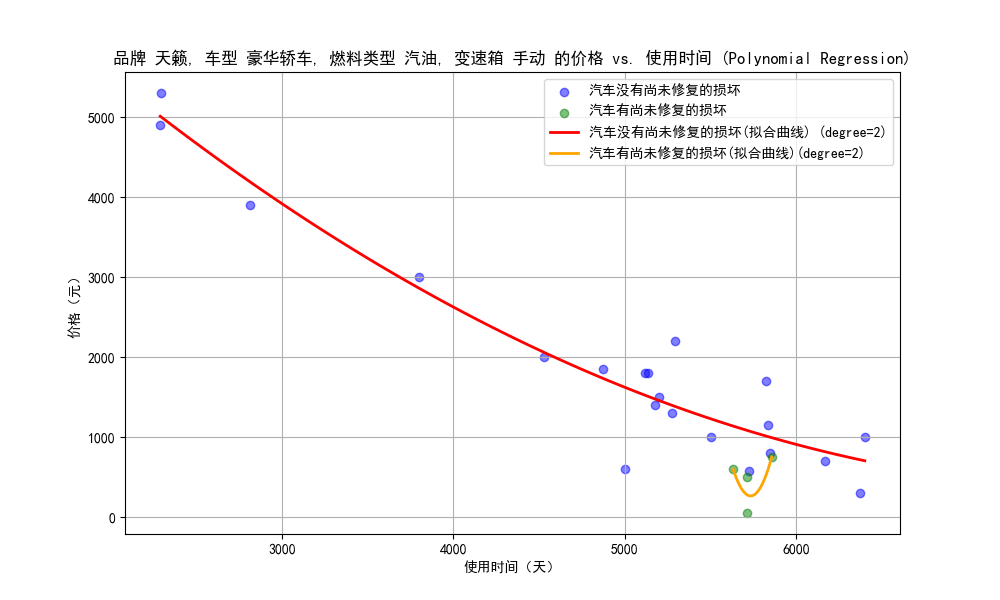 品牌 天籁, 车型 豪华轿车, 燃料类型 汽油, 变速箱 手动 的价格 vs. 使用时间 (Polynomial Regression)
汽车没有尚未修复的损坏
汽车有尚未修复的损坏
汽车没有尚未修复的损坏(拟合曲线) (degree=2)
汽车有尚未修复的损坏(拟合曲线)(degree=2)
价格（元）
5000
4000
3000
2000
1000
0
3000 4000 5000 6000
使用时间（天）